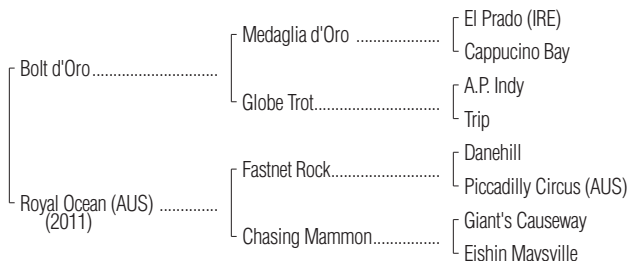 El Prado (IRE)
Medaglia d'Oro ....................
Cappucino Bay
Bolt d'Oro..............................
A.P. Indy
Globe Trot..............................
Trip
Danehill
Fastnet Rock..........................
Piccadilly Circus (AUS)
Royal Ocean (AUS) ..............
(2011)
Giant's Causeway
Chasing Mammon................
Eishin Maysville